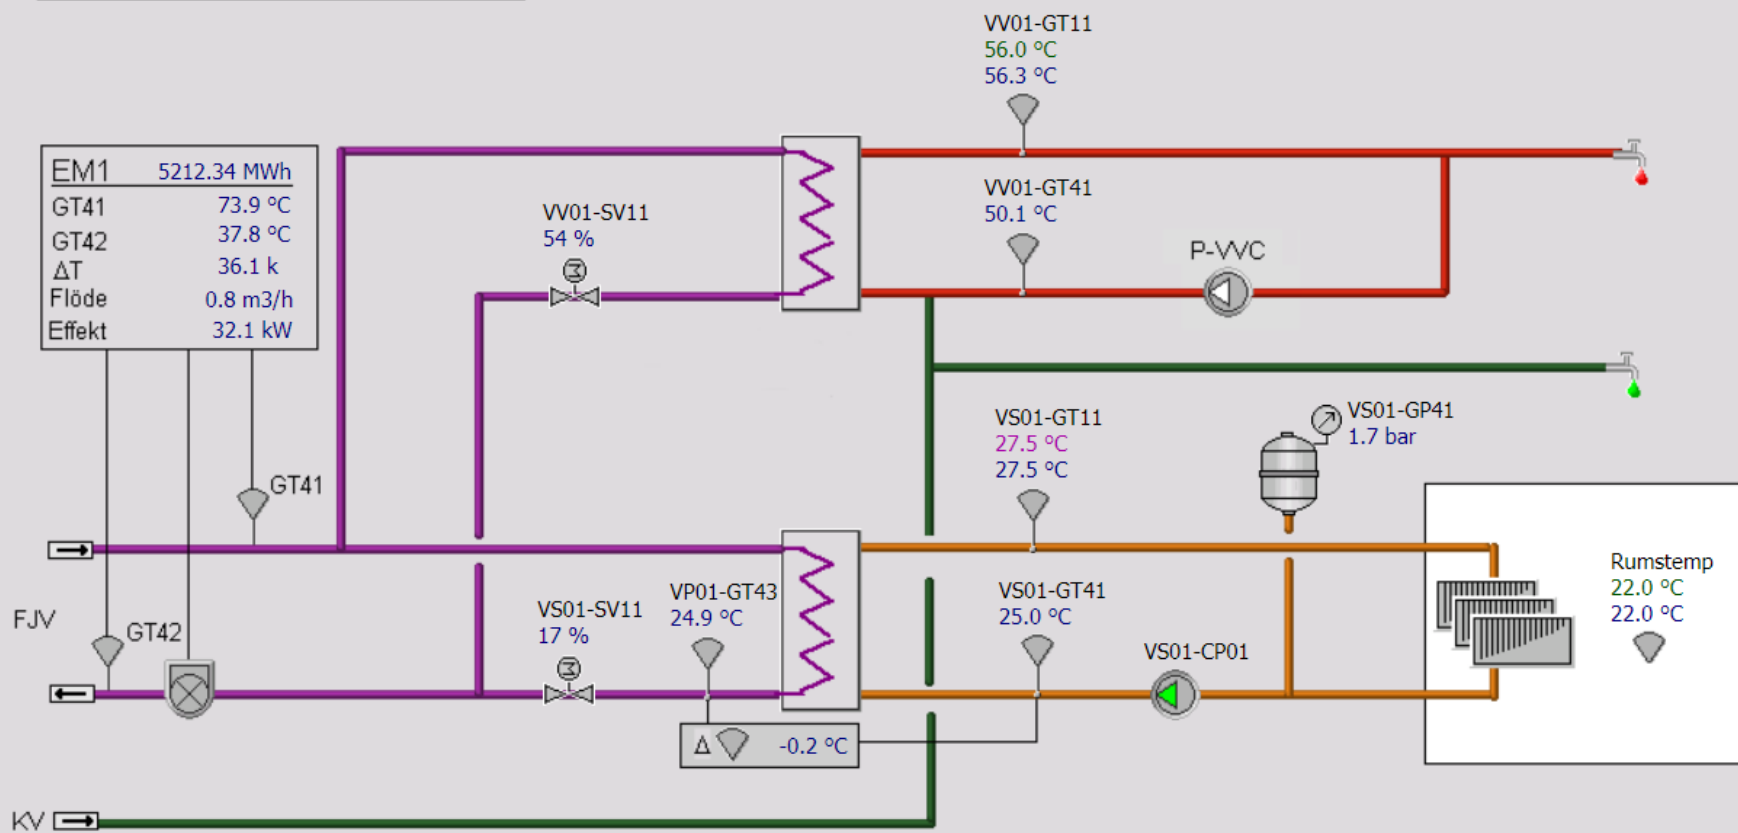 VV01-GT11
56.0 °C
56.3 °C
EM1 5212.34 MWh
GT41 73.9 °C
GT42 37.8 °C
ΔT 36.1 k
Flöde 0.8 m3/h
Effekt 32.1 kW
VV01-SV11
54 %
VV01-GT41
50.1 °C
P-VVC
VS01-GP41
1.7 bar
VS01-GT11
27.5 °C
27.5 °C
GT41
Rumstemp
22.0 °C
22.0 °C
FJV
GT42
VS01-SV11
17 %
VP01-GT43
24.9 °C
VS01-GT41
25.0 °C
VS01-CP01
Δ -0.2 °C
KV